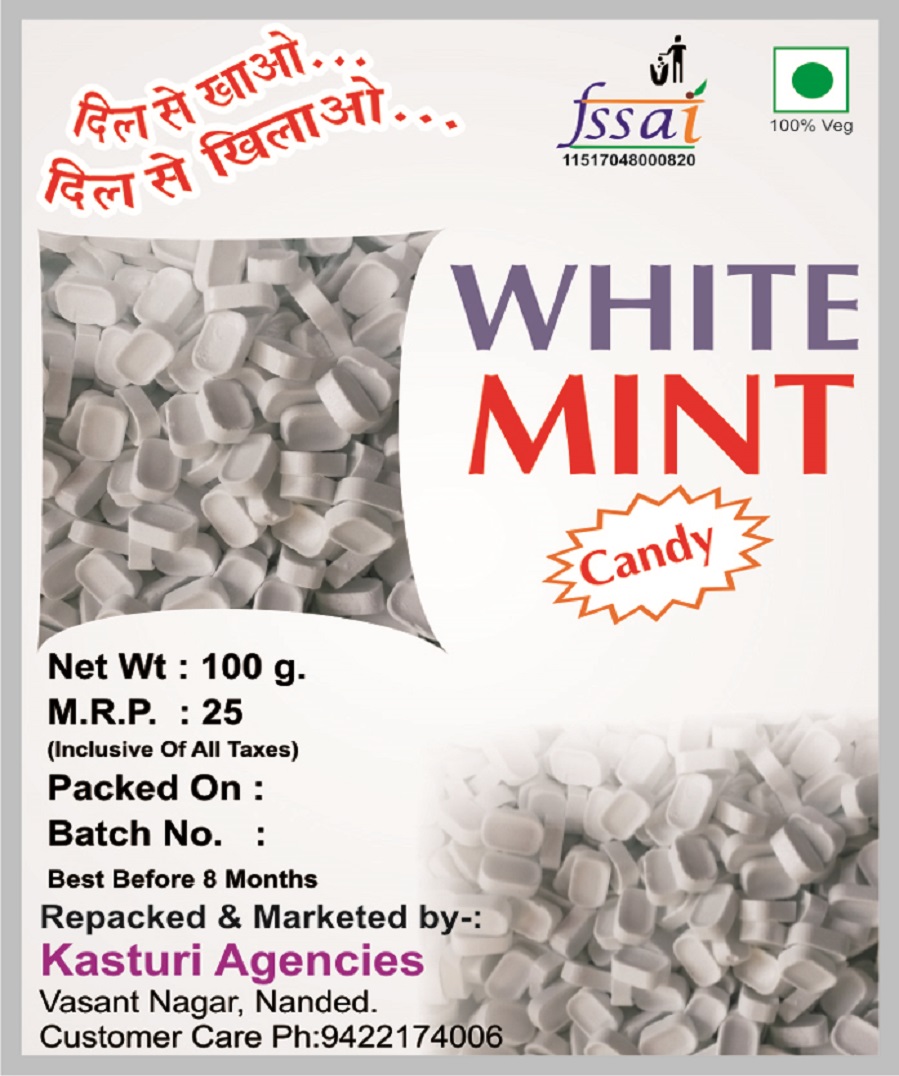 दिल से खाओ...
दिल से खिलाओ...
fssai
11517048000820
100% Veg
WHITE
MINT
Candy
Net Wt : 100 g.
M.R.P. : 25
(Inclusive Of All Taxes)
Packed On :
Batch No. :
Best Before 8 Months
Repacked & Marketed by-:
Kasturi Agencies
Vasant Nagar, Nanded.
Customer Care Ph:9422174006